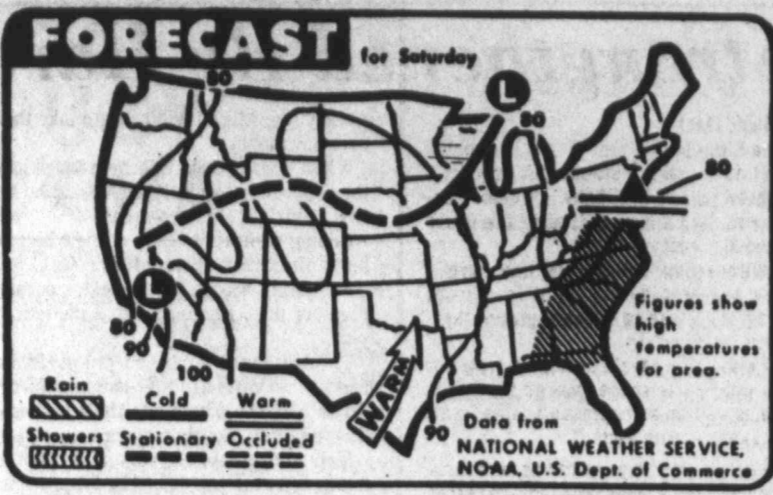 FORECAST for Saturday
80
L
80
80
L
80
90
100
90
WARM
Figures show
high
temperatures
for area.
Rain
Cold
Warm
Showers
Stationary
Occluded
Data from
NATIONAL WEATHER SERVICE,
NOAA, U.S. Dept. of Commerce